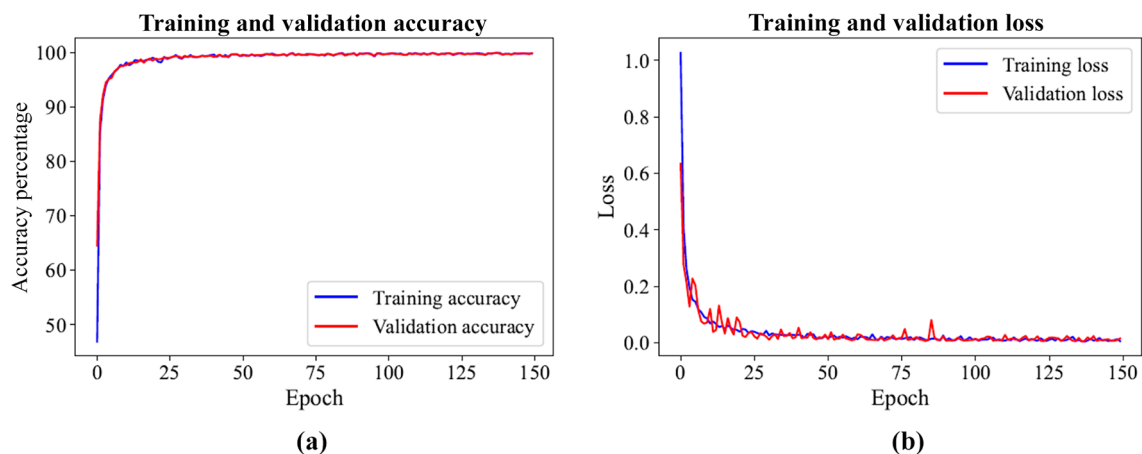 Training and validation accuracy
100
90
80
70
60
50
Accuracy percentage
Training accuracy
Validation accuracy
0 25 50 75 100 125 150
Epoch
(a)
Training and validation loss
1.0
0.8
0.6
0.4
0.2
0.0
Loss
Training loss
Validation loss
0 25 50 75 100 125 150
Epoch
(b)